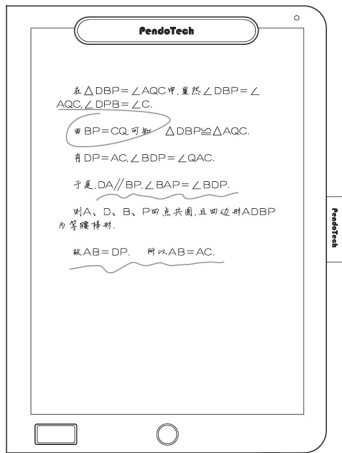 PendoTech
在△DBP=∠AQC中,显然∠DBP=∠
AQC,∠DPB=∠C.
由BP=CQ,可知 △DBP≌△AQC.
有DP=AC,∠BDP=∠QAC.
于是,DA∥BP,∠BAP=∠BDP.
则A、D、B、P四点共圆,且四边形ADBP
为等腰梯形.
故AB=DP. 所以AB=AC.
PendoTech